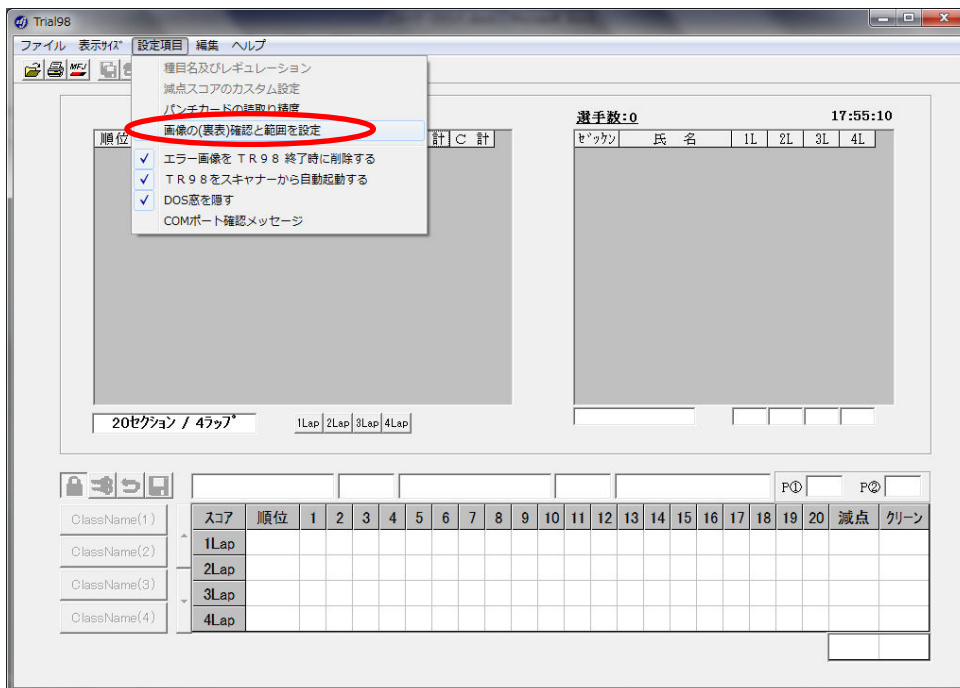 Trial98
ファイル 表示ｻｲｽﾞ 設定項目 編集 ヘルプ
MFJ
種目名及びレギュレーション
減点スコアのカスタム設定
パンチカードの読取り精度
画像の(裏表)確認と範囲を設定
✓ エラー画像を ＴＲ９８ 終了時に削除する
✓ ＴＲ９８をスキャナーから自動起動する
✓ DOS窓を隠す
COMポート確認メッセージ
順位 計 Ｃ 計
選手数:0 17:55:10
ｾﾞｯｹﾝ 氏 名 1L 2L 3L 4L
20ｾｸｼｮﾝ / 4ﾗｯﾌﾟ 1Lap 2Lap 3Lap 4Lap
P① P②
ClassName(1)
ClassName(2)
ClassName(3)
ClassName(4)
ｽｺｱ 順位 1 2 3 4 5 6 7 8 9 10 11 12 13 14 15 16 17 18 19 20 減点 ｸﾘｰﾝ
1Lap
2Lap
3Lap
4Lap